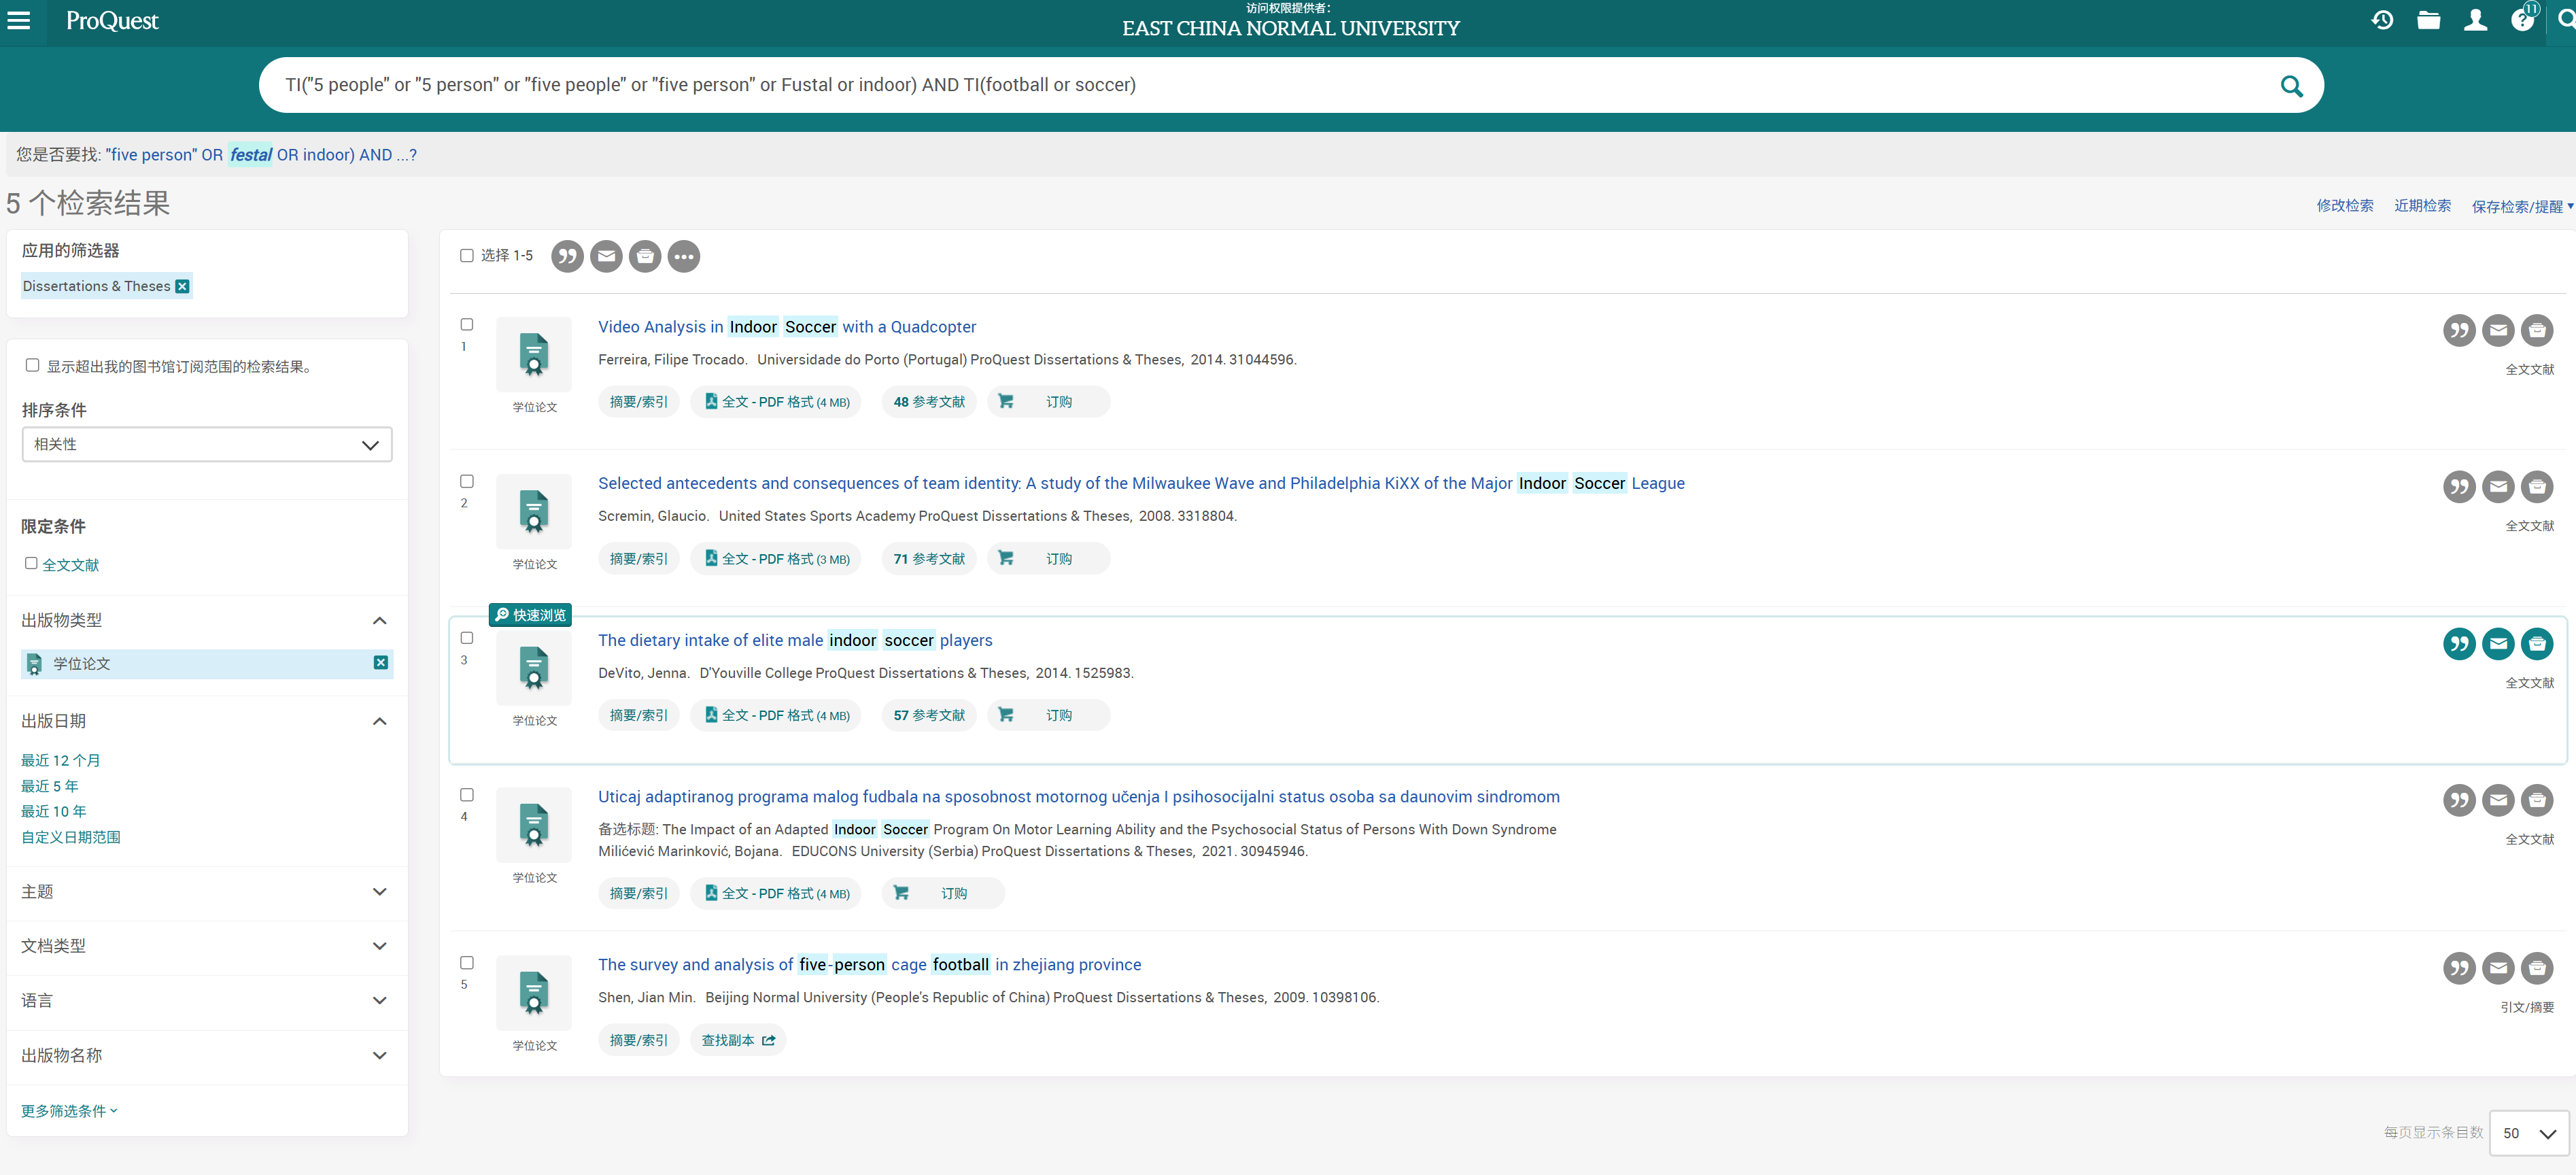 ProQuest
访问权限提供者：
EAST CHINA NORMAL UNIVERSITY
11
TI("5 people" or "5 person" or "five people" or "five person" or Fustal or indoor) AND TI(football or soccer)
您是否要找: "five person" OR festal OR indoor) AND ...?
5 个检索结果
修改检索 近期检索 保存检索/提醒
应用的筛选器
Dissertations & Theses
显示超出我的图书馆订阅范围的检索结果。
排序条件
相关性
限定条件
全文文献
出版物类型
学位论文
出版日期
最近 12 个月
最近 5 年
最近 10 年
自定义日期范围
主题
文档类型
语言
出版物名称
更多筛选条件
选择 1-5
1
学位论文
Video Analysis in Indoor Soccer with a Quadcopter
Ferreira, Filipe Trocado. Universidade do Porto (Portugal) ProQuest Dissertations & Theses, 2014. 31044596.
摘要/索引 全文 - PDF 格式 (4 MB) 48 参考文献 订购
全文文献
2
学位论文
Selected antecedents and consequences of team identity: A study of the Milwaukee Wave and Philadelphia KiXX of the Major Indoor Soccer League
Scremin, Glaucio. United States Sports Academy ProQuest Dissertations & Theses, 2008. 3318804.
摘要/索引 全文 - PDF 格式 (3 MB) 71 参考文献 订购
全文文献
快速浏览
3
学位论文
The dietary intake of elite male indoor soccer players
DeVito, Jenna. D'Youville College ProQuest Dissertations & Theses, 2014. 1525983.
摘要/索引 全文 - PDF 格式 (4 MB) 57 参考文献 订购
全文文献
4
学位论文
Uticaj adaptiranog programa malog fudbala na sposobnost motornog učenja I psihosocijalni status osoba sa daunovim sindromom
备选标题: The Impact of an Adapted Indoor Soccer Program On Motor Learning Ability and the Psychosocial Status of Persons With Down Syndrome
Milićević Marinković, Bojana. EDUCONS University (Serbia) ProQuest Dissertations & Theses, 2021. 30945946.
摘要/索引 全文 - PDF 格式 (4 MB) 订购
全文文献
5
学位论文
The survey and analysis of five-person cage football in zhejiang province
Shen, Jian Min. Beijing Normal University (People's Republic of China) ProQuest Dissertations & Theses, 2009. 10398106.
摘要/索引 查找副本
引文/摘要
每页显示条目数 50